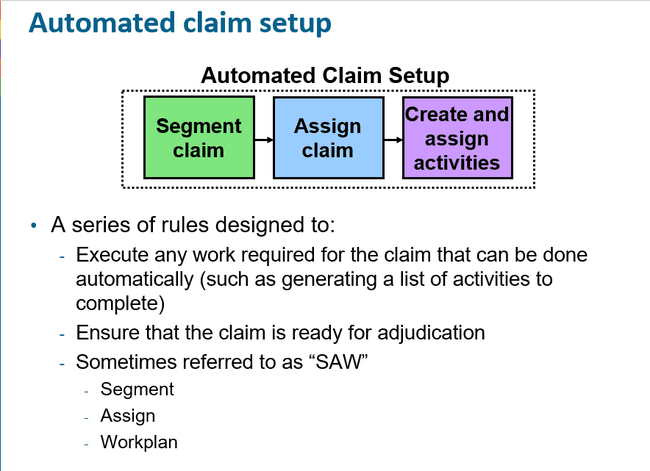 Automated claim setup
Automated Claim Setup
Segment
claim
Assign
claim
Create and
assign
activities
• A series of rules designed to:
- Execute any work required for the claim that can be done
automatically (such as generating a list of activities to
complete)
- Ensure that the claim is ready for adjudication
- Sometimes referred to as “SAW”
- Segment
- Assign
- Workplan